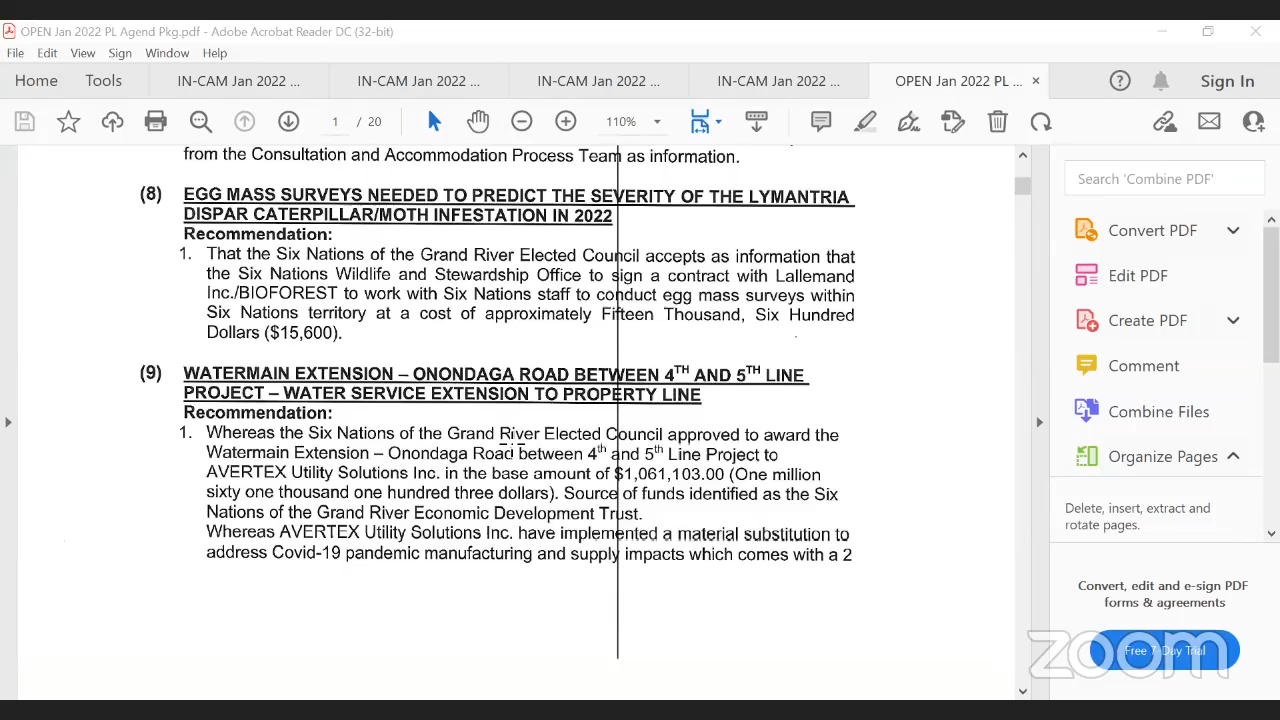 OPEN Jan 2022 PL Agend Pkg.pdf - Adobe Acrobat Reader DC (32-bit)
File Edit View Sign Window Help
Home Tools IN-CAM Jan 2022 ... IN-CAM Jan 2022 ... IN-CAM Jan 2022 ... IN-CAM Jan 2022 ... OPEN Jan 2022 PL ... × Sign In
1 / 20 110%
from the Consultation and Accommodation Process Team as information.
(8) EGG MASS SURVEYS NEEDED TO PREDICT THE SEVERITY OF THE LYMANTRIA
DISPAR CATERPILLAR/MOTH INFESTATION IN 2022
Recommendation:
1. That the Six Nations of the Grand River Elected Council accepts as information that
the Six Nations Wildlife and Stewardship Office to sign a contract with Lallemand
Inc./BIOFOREST to work with Six Nations staff to conduct egg mass surveys within
Six Nations territory at a cost of approximately Fifteen Thousand, Six Hundred
Dollars ($15,600).
(9) WATERMAIN EXTENSION – ONONDAGA ROAD BETWEEN 4TH AND 5TH LINE
PROJECT – WATER SERVICE EXTENSION TO PROPERTY LINE
Recommendation:
1. Whereas the Six Nations of the Grand River Elected Council approved to award the
Watermain Extension – Onondaga Road between 4th and 5th Line Project to
AVERTEX Utility Solutions Inc. in the base amount of $1,061,103.00 (One million
sixty one thousand one hundred three dollars). Source of funds identified as the Six
Nations of the Grand River Economic Development Trust.
Whereas AVERTEX Utility Solutions Inc. have implemented a material substitution to
address Covid-19 pandemic manufacturing and supply impacts which comes with a 2
Search 'Combine PDF'
Convert PDF
Edit PDF
Create PDF
Comment
Combine Files
Organize Pages
Delete, insert, extract and
rotate pages.
Convert, edit and e-sign PDF
forms & agreements
Free 7-Day Trial
zoom